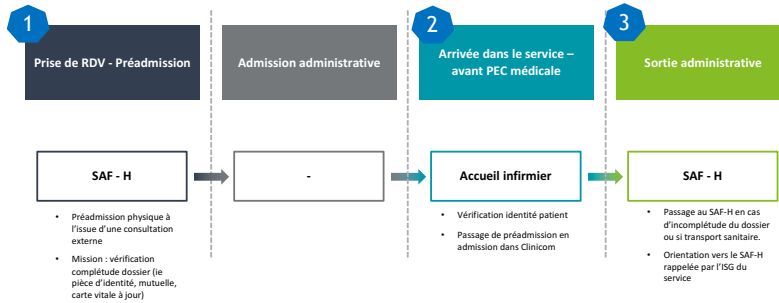 1
Prise de RDV - Préadmission
Admission administrative
2
Arrivée dans le service –
avant PEC médicale
3
Sortie administrative
SAF - H
-
Accueil infirmier
SAF - H
• Préadmission physique à
l'issue d'une consultation
externe
• Mission : vérification
complétude dossier (ie
pièce d'identité, mutuelle,
carte vitale à jour)
• Vérification identité patient
• Passage de préadmission en
admission dans Clinicom
• Passage au SAF-H en cas
d'incomplétude du dossier
ou si transport sanitaire.
• Orientation vers le SAF-H
rappelée par l'ISG du
service